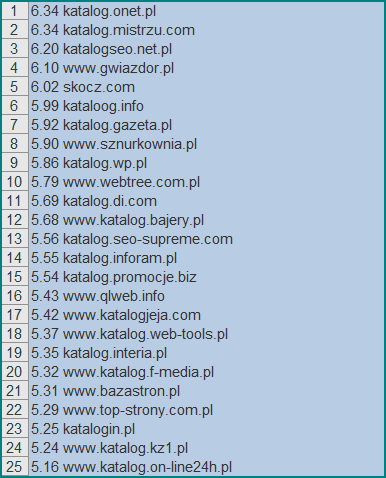 1 6.34 katalog.onet.pl
2 6.34 katalog.mistrzu.com
3 6.20 katalogseo.net.pl
4 6.10 www.gwiazdor.pl
5 6.02 skocz.com
6 5.99 kataloog.info
7 5.92 katalog.gazeta.pl
8 5.90 www.sznurkownia.pl
9 5.86 katalog.wp.pl
10 5.79 www.webtree.com.pl
11 5.69 katalog.di.com
12 5.68 www.katalog.bajery.pl
13 5.56 katalog.seo-supreme.com
14 5.55 katalog.inforam.pl
15 5.54 katalog.promocje.biz
16 5.43 www.qlweb.info
17 5.42 www.katalogjeja.com
18 5.37 www.katalog.web-tools.pl
19 5.35 katalog.interia.pl
20 5.32 www.katalog.f-media.pl
21 5.31 www.bazastron.pl
22 5.29 www.top-strony.com.pl
23 5.25 katalogin.pl
24 5.24 www.katalog.kz1.pl
25 5.16 www.katalog.on-line24h.pl